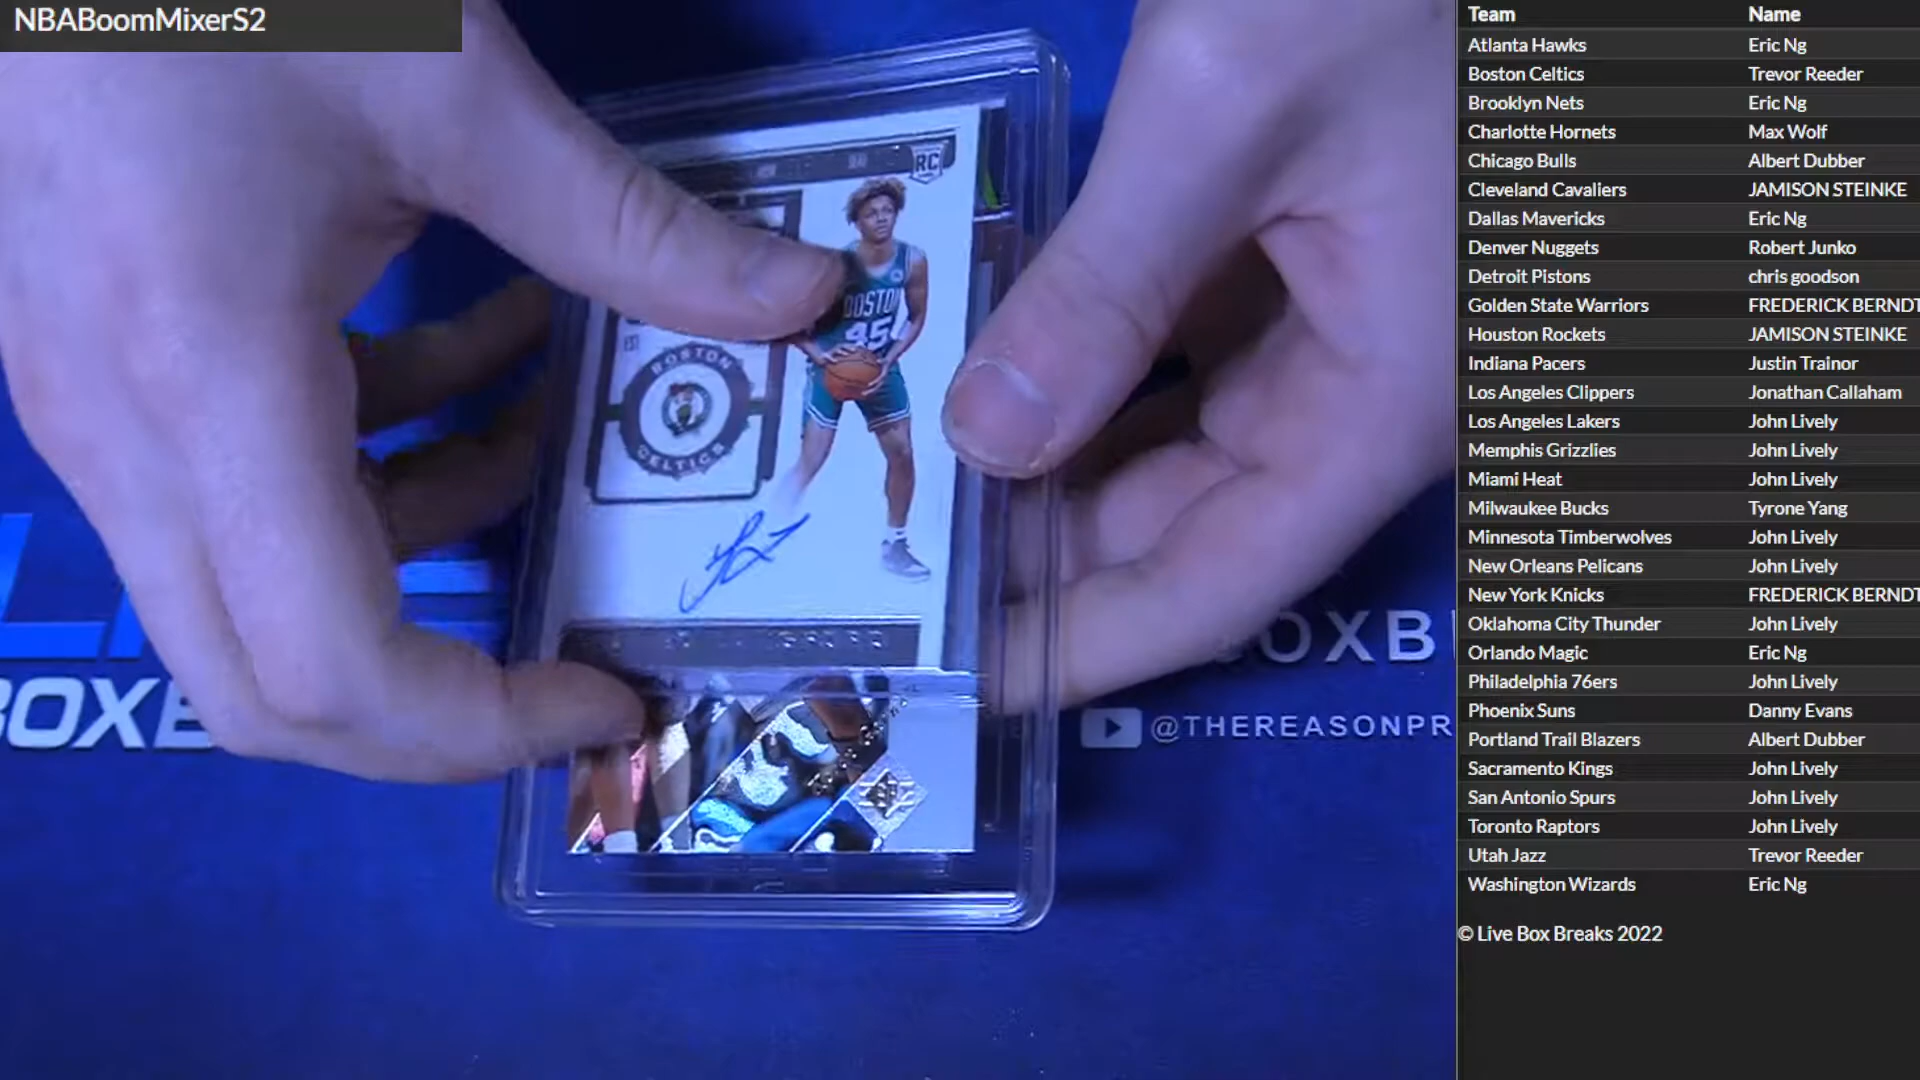 NBABoomMixerS2
RC
BOSTON
45
BOSTON
CELTICS
OXB
BOXB
@THEREASONPR
Team Name
Atlanta Hawks Eric Ng
Boston Celtics Trevor Reeder
Brooklyn Nets Eric Ng
Charlotte Hornets Max Wolf
Chicago Bulls Albert Dubber
Cleveland Cavaliers JAMISON STEINKE
Dallas Mavericks Eric Ng
Denver Nuggets Robert Junko
Detroit Pistons chris goodson
Golden State Warriors FREDERICK BERNDT
Houston Rockets JAMISON STEINKE
Indiana Pacers Justin Trainor
Los Angeles Clippers Jonathan Callaham
Los Angeles Lakers John Lively
Memphis Grizzlies John Lively
Miami Heat John Lively
Milwaukee Bucks Tyrone Yang
Minnesota Timberwolves John Lively
New Orleans Pelicans John Lively
New York Knicks FREDERICK BERNDT
Oklahoma City Thunder John Lively
Orlando Magic Eric Ng
Philadelphia 76ers John Lively
Phoenix Suns Danny Evans
Portland Trail Blazers Albert Dubber
Sacramento Kings John Lively
San Antonio Spurs John Lively
Toronto Raptors John Lively
Utah Jazz Trevor Reeder
Washington Wizards Eric Ng
© Live Box Breaks 2022